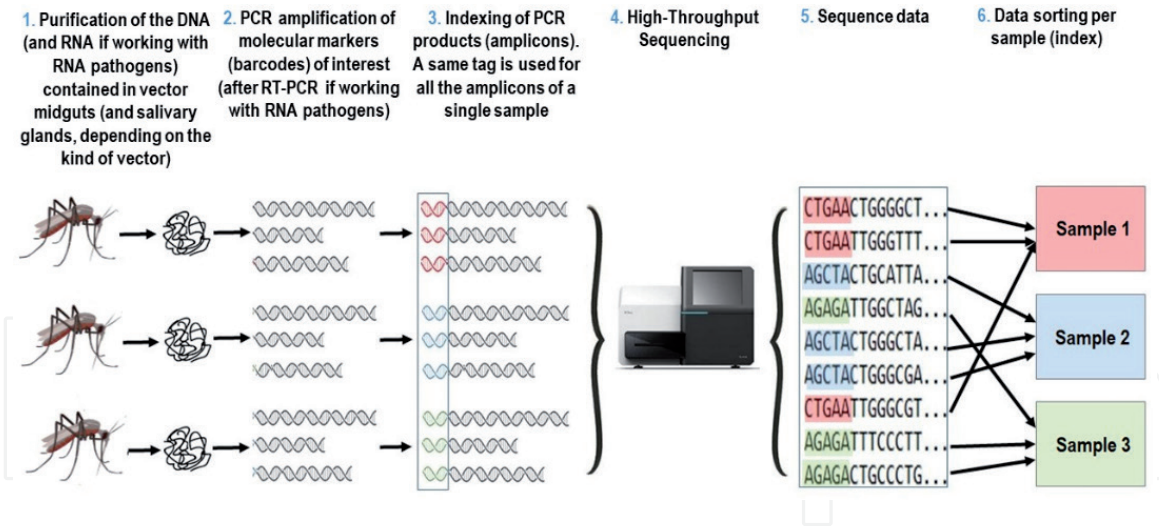 1. Purification of the DNA
(and RNA if working with
RNA pathogens)
contained in vector
midguts (and salivary
glands, depending on the
kind of vector)
2. PCR amplification of
molecular markers
(barcodes) of interest
(after RT-PCR if working
with RNA pathogens)
3. Indexing of PCR
products (amplicons).
A same tag is used for
all the amplicons of a
single sample
4. High-Throughput
Sequencing
5. Sequence data
6. Data sorting per
sample (index)
CTGAACTGGGGCT...
CTGAATTGGGTTT...
AGCTACTGCATTA...
AGAGATTGGCTAG...
AGCTACTGGGCTA...
AGCTACTGGGCGA...
CTGAATTGGGCGT...
AGAGATTTCCCTT...
AGAGACTGCCCTG...
Sample 1
Sample 2
Sample 3